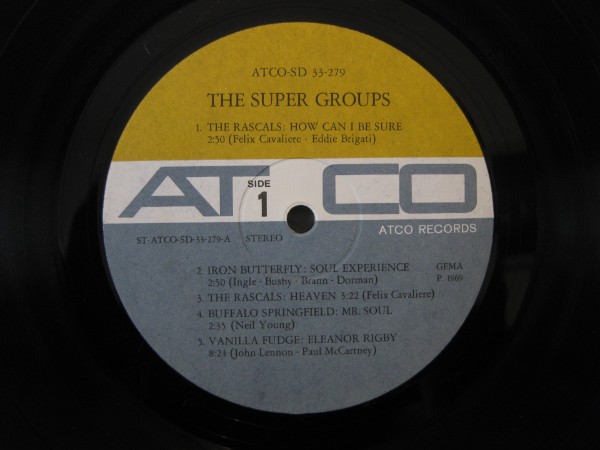 ATCO-SD 33-279
THE SUPER GROUPS
1. THE RASCALS: HOW CAN I BE SURE
2:50 (Felix Cavaliere · Eddie Brigati)
ATCO
SIDE
1
ATCO RECORDS
ST-ATCO-SD-33-279-A STEREO
2. IRON BUTTERFLY: SOUL EXPERIENCE GEMA
2:50 (Ingle · Bushy · Brann · Dorman) P. 1969
3. THE RASCALS: HEAVEN 3:22 (Felix Cavaliere)
4. BUFFALO SPRINGFIELD: MR. SOUL
2:35 (Neil Young)
5. VANILLA FUDGE: ELEANOR RIGBY
8:24 (John Lennon · Paul McCartney)